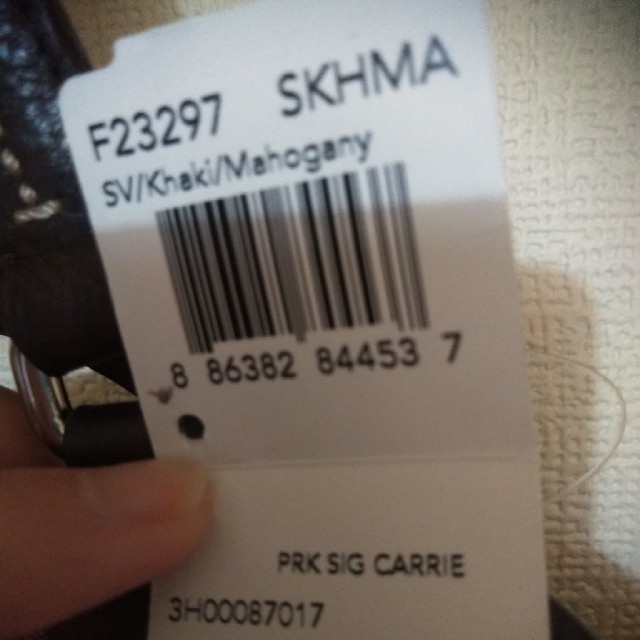 F23297 SKHMA
SV/Khaki/Mahogany
8 86382 84453 7
PRK SIG CARRIE
3H00087017